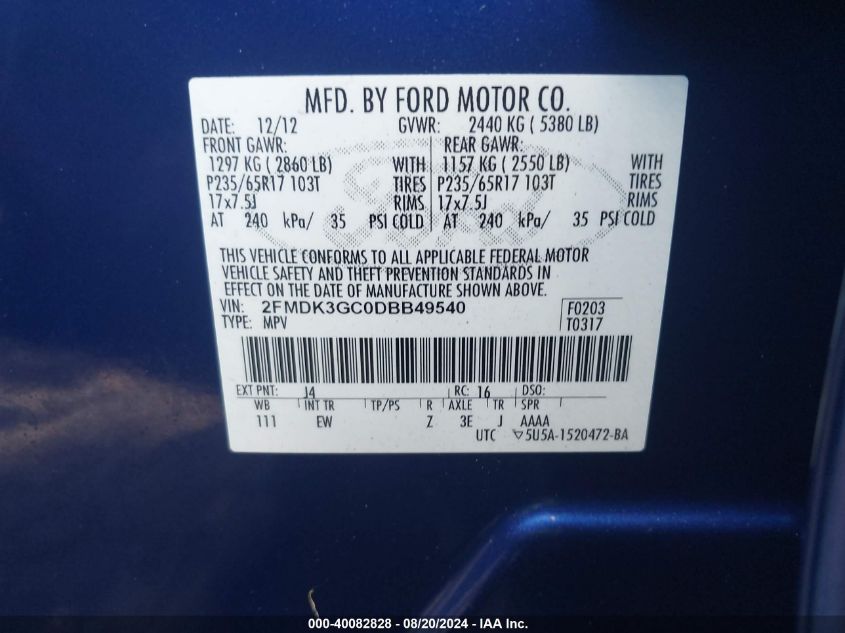 MFD. BY FORD MOTOR CO.
DATE: 12/12 GVWR: 2440 KG ( 5380 LB)
FRONT GAWR: REAR GAWR:
1297 KG ( 2860 LB) WITH 1157 KG ( 2550 LB) WITH
P235/65R17 103T TIRES P235/65R17 103T TIRES
17x7.5J RIMS 17x7.5J RIMS
AT 240 kPa/ 35 PSI COLD AT 240 kPa/ 35 PSI COLD
THIS VEHICLE CONFORMS TO ALL APPLICABLE FEDERAL MOTOR
VEHICLE SAFETY AND THEFT PREVENTION STANDARDS IN
EFFECT ON THE DATE OF MANUFACTURE SHOWN ABOVE.
VIN: 2FMDK3GC0DBB49540 F0203
TYPE: MPV T0317
EXT PNT: J4 RC: 16 DSO:
WB INT TR TP/PS R AXLE TR SPR
111 EW Z 3E J AAAA
UTC ▽5U5A-1520472-BA
000-40082828 - 08/20/2024 - IAA Inc.